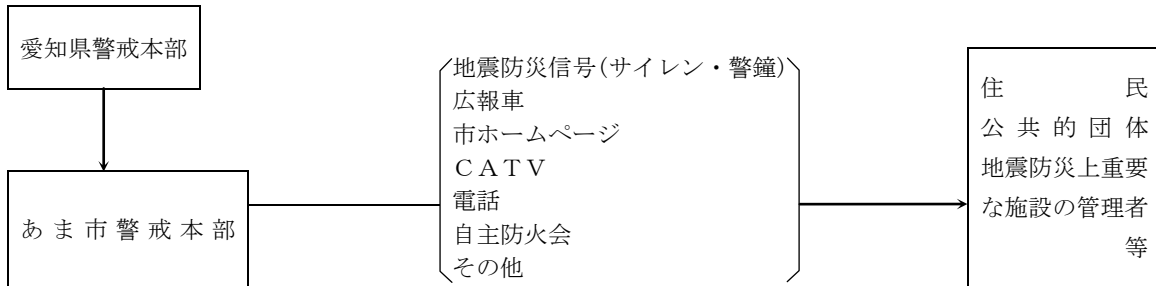 愛知県警戒本部
あま市警戒本部
地震防災信号(サイレン・警鐘)
広報車
市ホームページ
CATV
電話
自主防火会
その他
住民
公共的団体
地震防災上重要
な施設の管理者
等